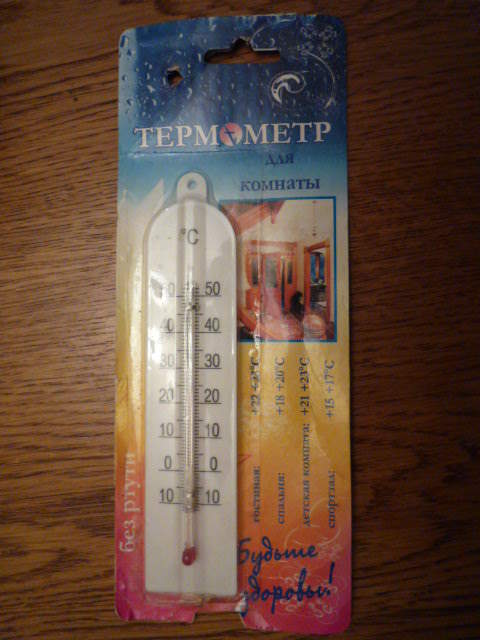 ТЕРМОМЕТР
для
комнаты
°C
50 50
40 40
30 30
20 20
10 10
0 0
10 10
гостиная:
спальня: +18 +20°C
детская комната: +21 +23°C
спортзал: +15 +17°C
без ртути
Будьте
здоровы!